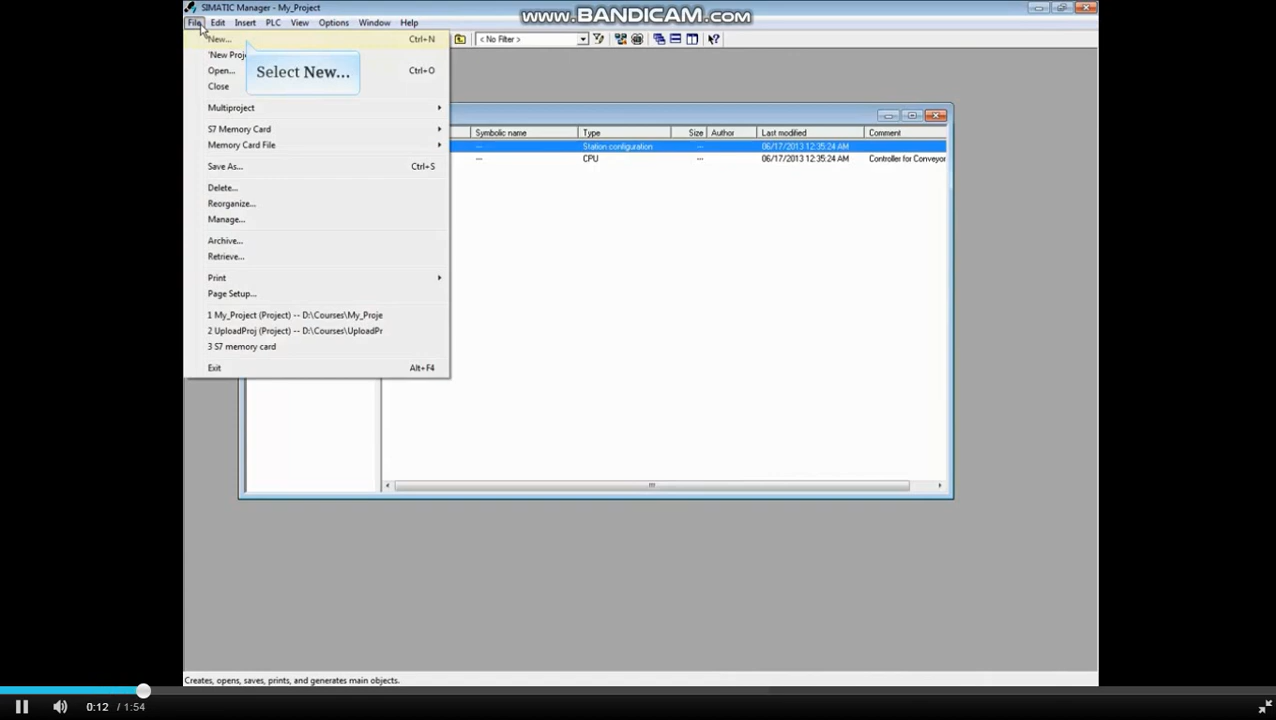 SIMATIC Manager - My_Project
www.BANDICAM.com
File Edit Insert PLC View Options Window Help
New... Ctrl+N
< No Filter >
'New Proj
Select New...
Open... Ctrl+O
Close
Multiproject
S7 Memory Card
Memory Card File
Save As... Ctrl+S
Delete...
Reorganize...
Manage...
Archive...
Retrieve...
Print
Page Setup...
1 My_Project (Project) -- D:\Courses\My_Proje
2 UploadProj (Project) -- D:\Courses\UploadPr
3 S7 memory card
Exit Alt+F4
Symbolic name Type Size Author Last modified Comment
--- Station configuration --- 06/17/2013 12:35:24 AM
--- CPU --- 06/17/2013 12:35:24 AM Controller for Conveyor
Creates, opens, saves, prints, and generates main objects.
0:12 / 1:54